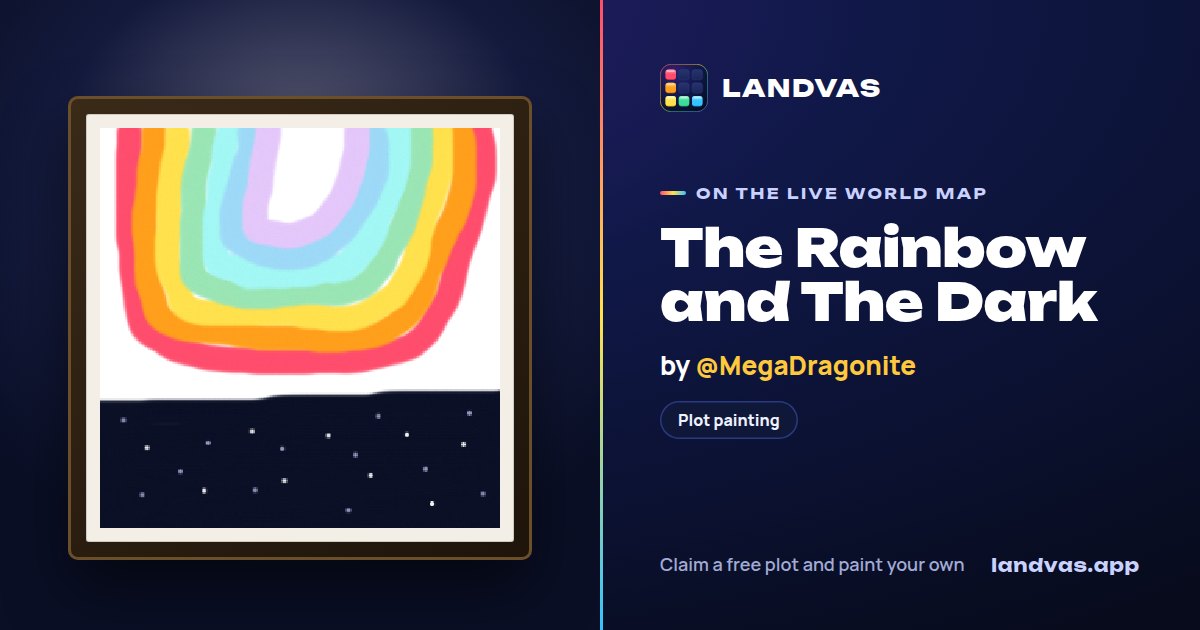 LANDVAS
ON THE LIVE WORLD MAP
The Rainbow
and The Dark
by @MegaDragonite
Plot painting
Claim a free plot and paint your own landvas.app